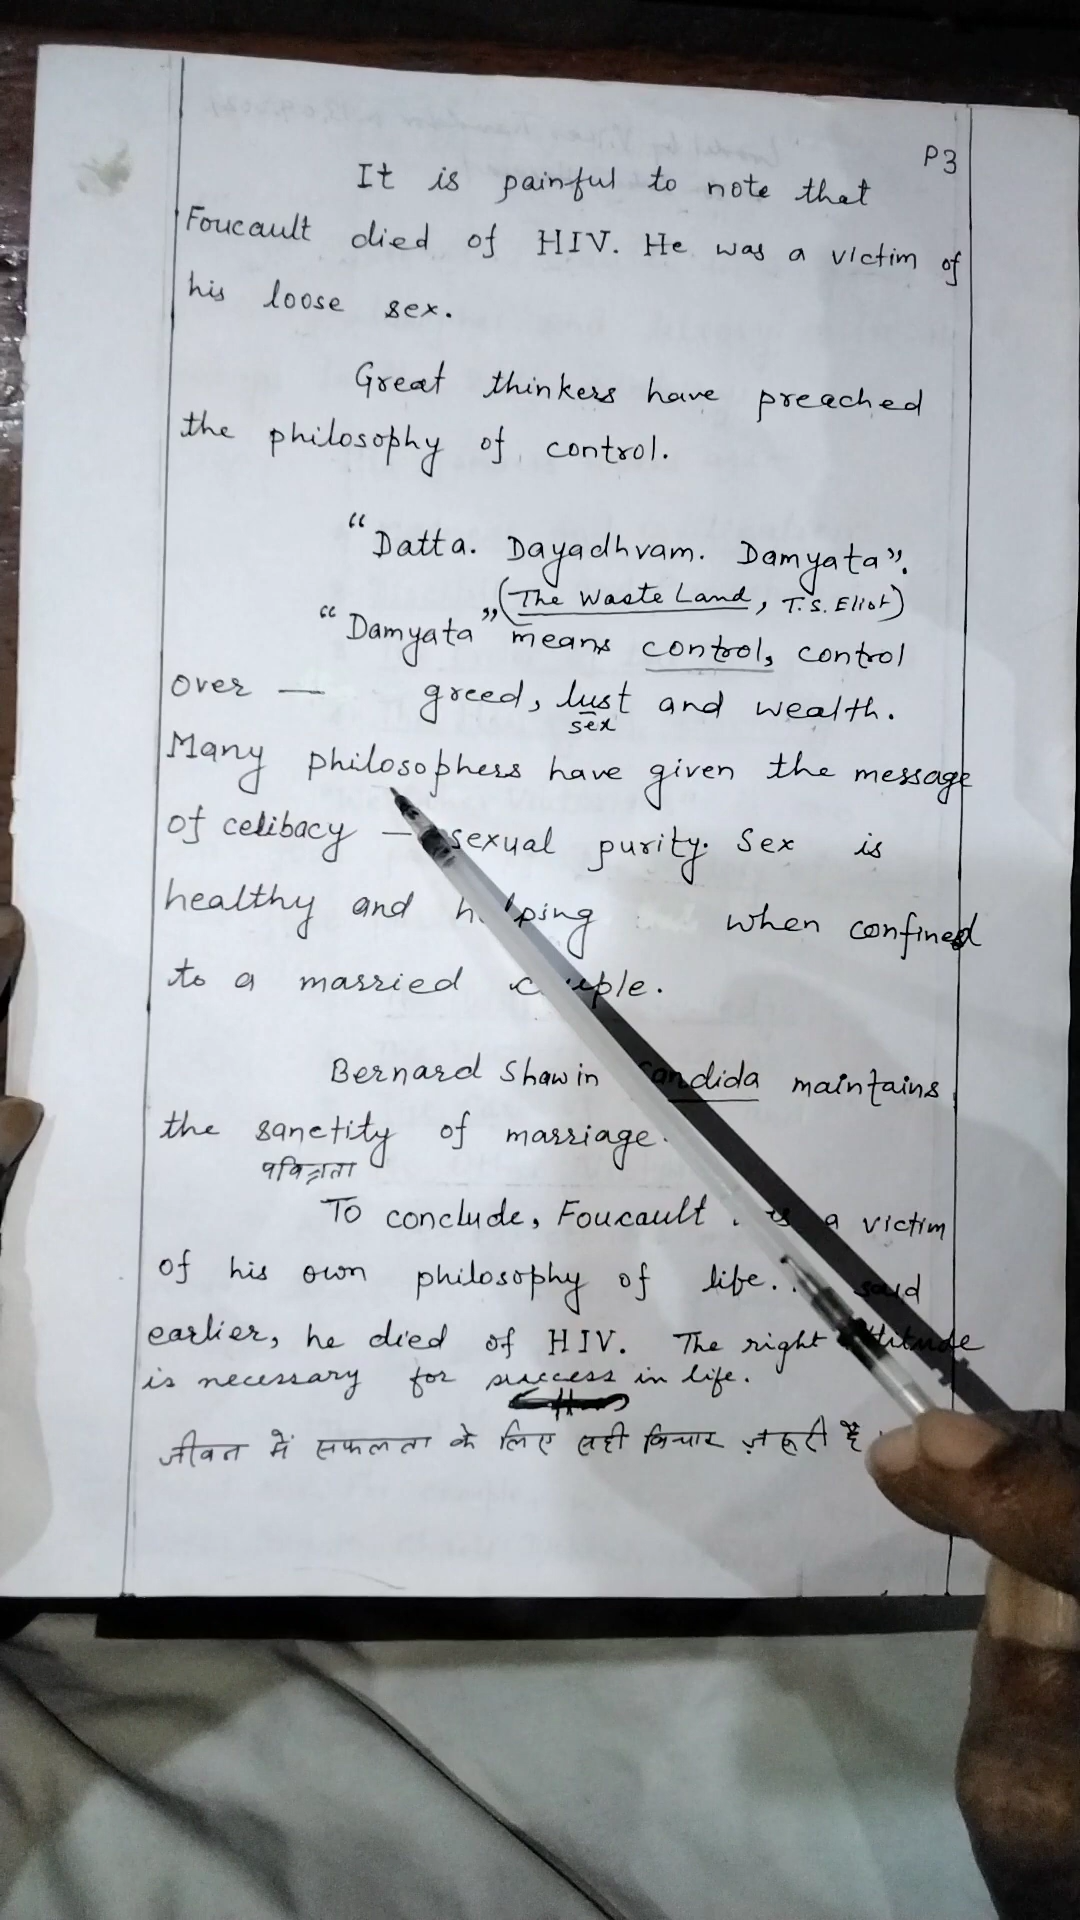 P3
It is painful to note that
Foucault died of HIV. He was a victim of
his loose sex.
Great thinkers have preached
the philosophy of control.
"Datta. Dayadhvam. Damyata".
(The Waste Land, T.S. Eliot)
"Damyata" means control, control
over — greed, lust and wealth.
sex
Many philosophers have given the message
of celibacy — sexual purity. Sex is
healthy and when confined
to a married couple.
Bernard Shaw in Candida maintains
the sanctity of marriage.
पवित्रता
To conclude, Foucault is a victim
of his own philosophy of life. said
earlier, he died of HIV. The right attitude
is necessary for success in life.
जीवन में सफलता के लिए सही विचार ज़रूरी है